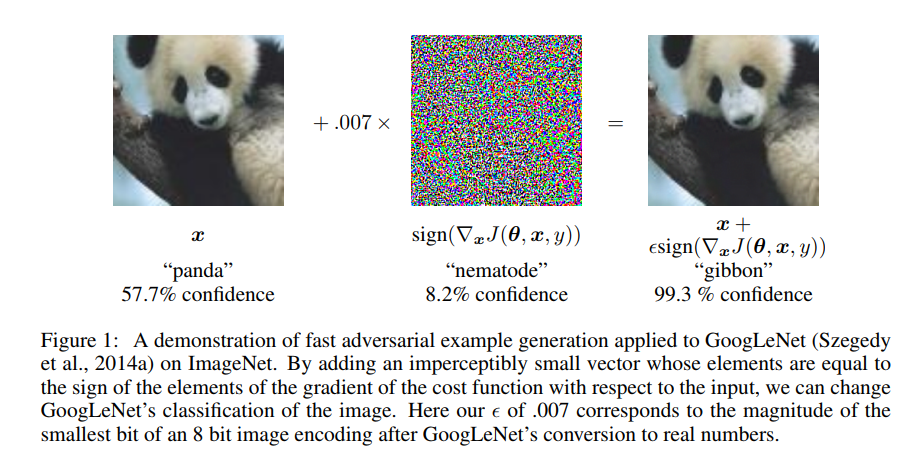 + .007 ×
=
x
sign(∇ₓJ(θ, x, y))
x +
ϵsign(∇ₓJ(θ, x, y))
“panda”
“nematode”
“gibbon”
57.7% confidence
8.2% confidence
99.3 % confidence
Figure 1: A demonstration of fast adversarial example generation applied to GoogLeNet (Szegedy
et al., 2014a) on ImageNet. By adding an imperceptibly small vector whose elements are equal to
the sign of the elements of the gradient of the cost function with respect to the input, we can change
GoogLeNet’s classification of the image. Here our ϵ of .007 corresponds to the magnitude of the
smallest bit of an 8 bit image encoding after GoogLeNet’s conversion to real numbers.